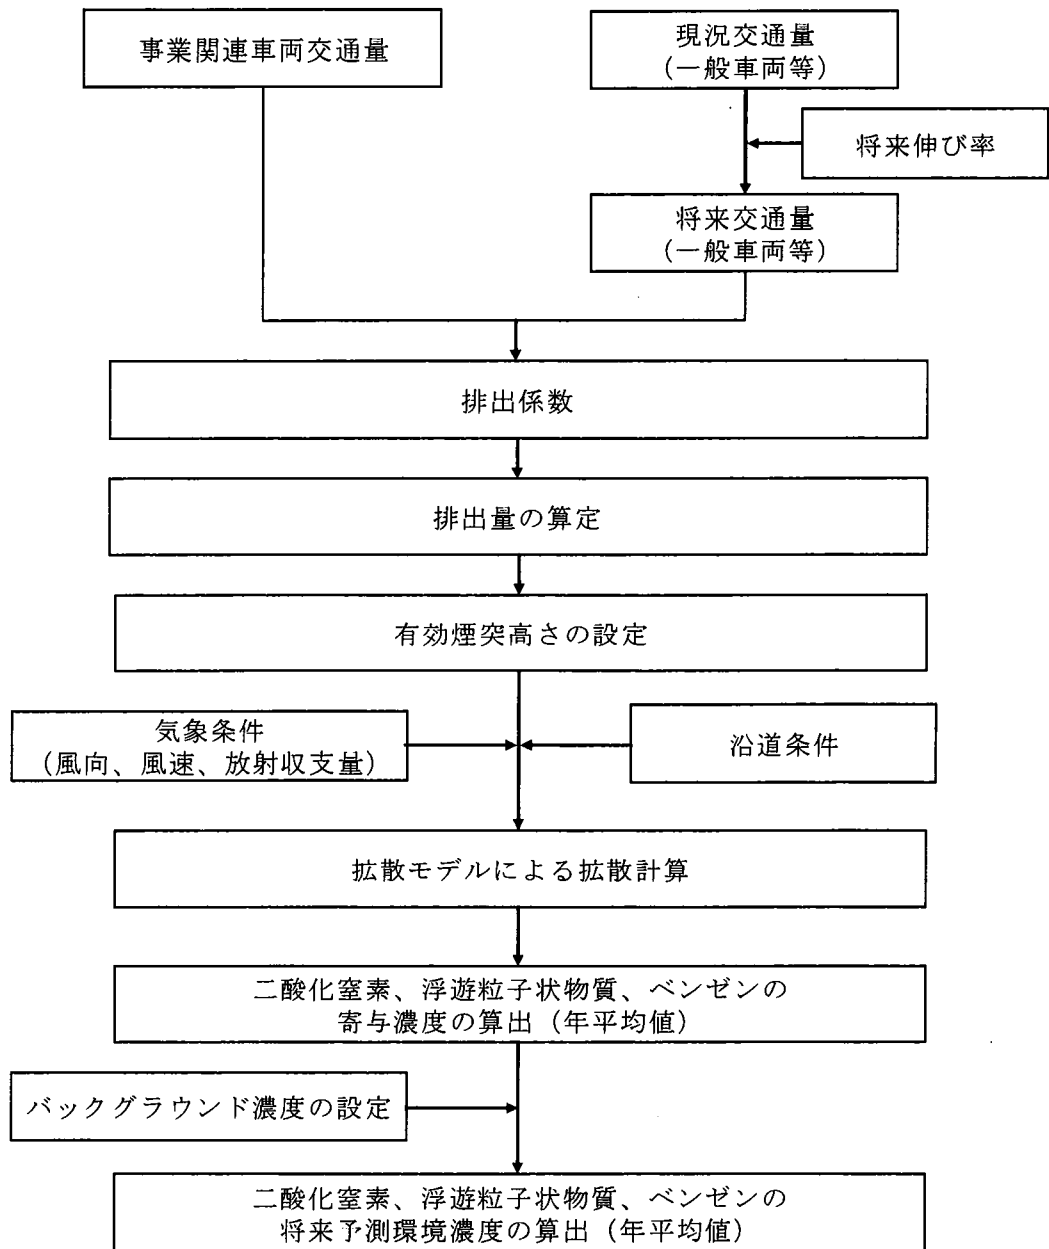 事業関連車両交通量
現況交通量
(一般車両等)
将来伸び率
将来交通量
(一般車両等)
排出係数
排出量の算定
有効煙突高さの設定
気象条件
(風向、風速、放射収支量)
沿道条件
拡散モデルによる拡散計算
二酸化窒素、浮遊粒子状物質、ベンゼンの
寄与濃度の算出(年平均値)
バックグラウンド濃度の設定
二酸化窒素、浮遊粒子状物質、ベンゼンの
将来予測環境濃度の算出(年平均値)